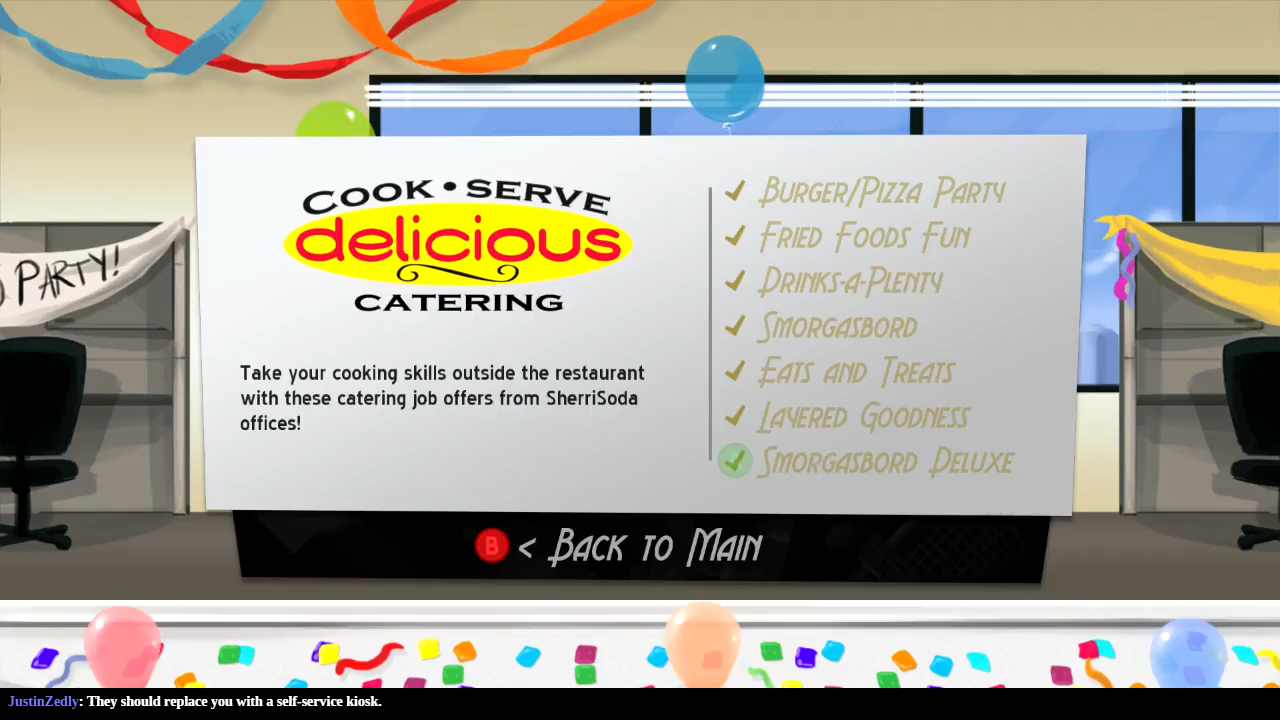 COOK • SERVE
delicious
CATERING
Take your cooking skills outside the restaurant
with these catering job offers from SherriSoda
offices!
BURGER/PIZZA PARTY
FRIED FOODS FUN
DRINKS-A-PLENTY
SMORGASBORD
EATS AND TREATS
LAYERED GOODNESS
SMORGASBORD DELUXE
PARTY!
B < BACK TO MAIN
JustinZedly: They should replace you with a self-service kiosk.